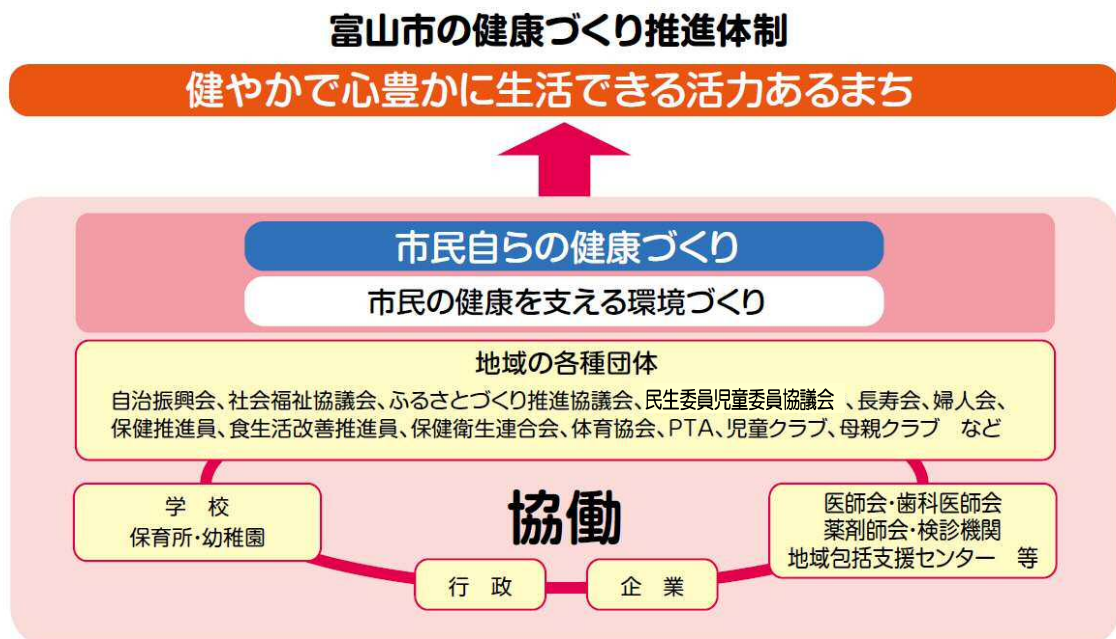 富山市の健康づくり推進体制
健やかで心豊かに生活できる活力あるまち
市民自らの健康づくり
市民の健康を支える環境づくり
地域の各種団体
自治振興会、社会福祉協議会、ふるさとづくり推進協議会、民生委員児童委員協議会 、長寿会、婦人会、
保健推進員、食生活改善推進員、保健衛生連合会、体育協会、PTA、児童クラブ、母親クラブ など
学 校
保育所・幼稚園
協働
医師会・歯科医師会
薬剤師会・検診機関
地域包括支援センター 等
行 政
企 業